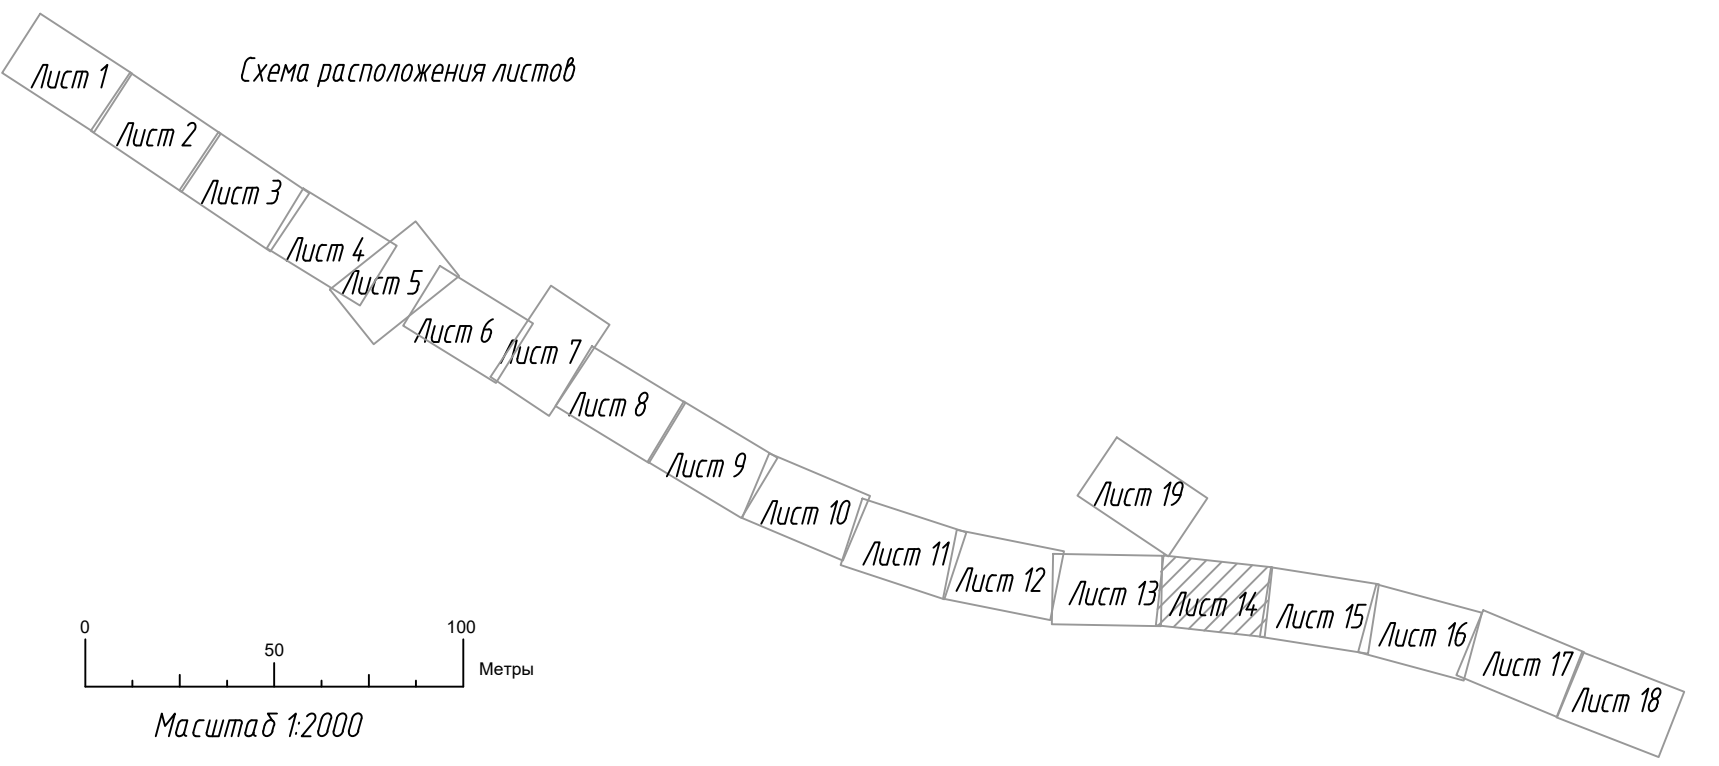 Схема расположения листов
Лист 1
Лист 2
Лист 3
Лист 4
Лист 5
Лист 6
Лист 7
Лист 8
Лист 9
Лист 10
Лист 11
Лист 12
Лист 13
Лист 19
Лист 14
Лист 15
Лист 16
Лист 17
Лист 18
0 50 100
Метры
Масштаб 1:2000